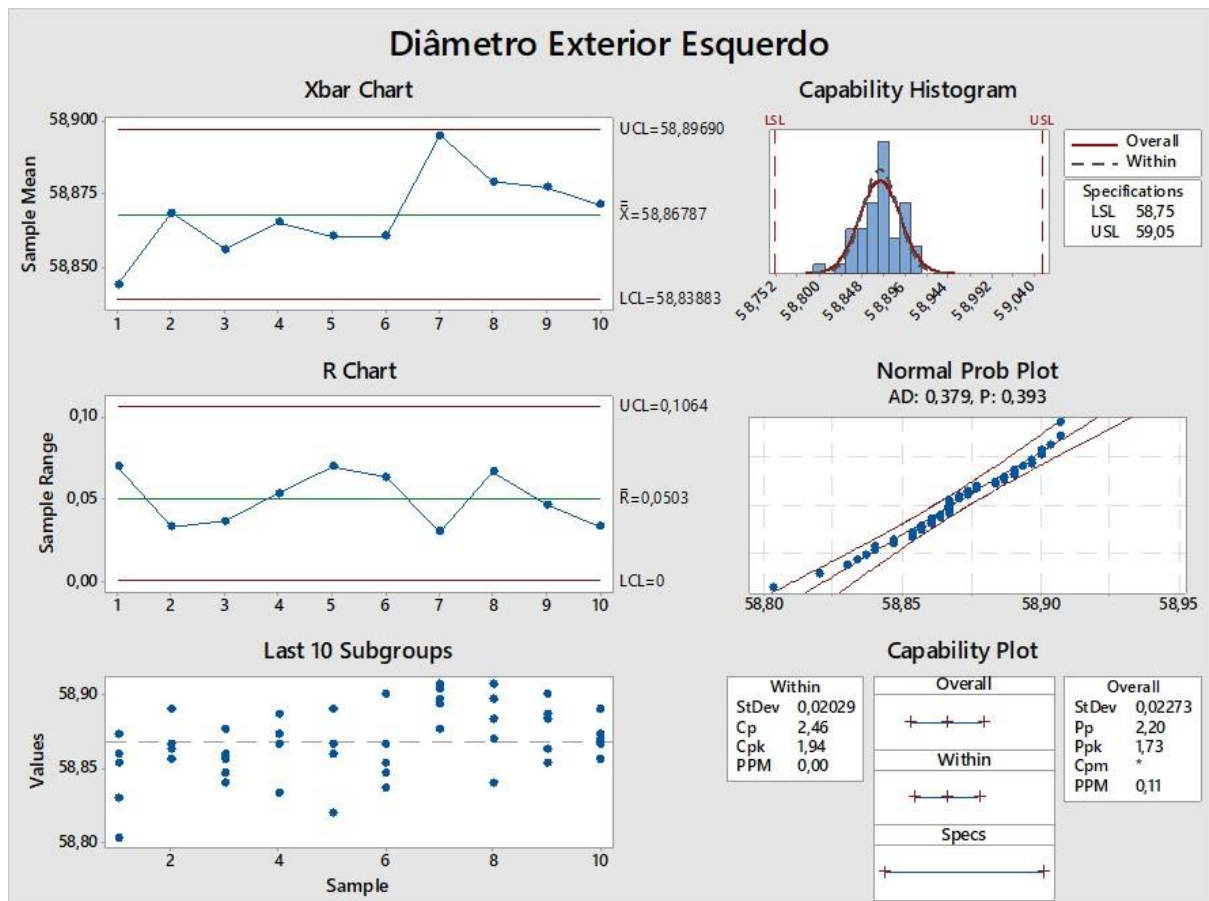 Diâmetro Exterior Esquerdo
Xbar Chart
Sample Mean
58,900
58,875
58,850
UCL=58,89690
X̿=58,86787
LCL=58,83883
1 2 3 4 5 6 7 8 9 10
Capability Histogram
LSL USL
Overall
Within
Specifications
LSL 58,75
USL 59,05
58,752 58,800 58,848 58,896 58,944 58,992 59,040
R Chart
Sample Range
0,10
0,05
0,00
UCL=0,1064
R̅=0,0503
LCL=0
1 2 3 4 5 6 7 8 9 10
Normal Prob Plot
AD: 0,379, P: 0,393
58,80 58,85 58,90 58,95
Last 10 Subgroups
Values
58,90
58,85
58,80
2 4 6 8 10
Sample
Capability Plot
Within
StDev 0,02029
Cp 2,46
Cpk 1,94
PPM 0,00
Overall
Within
Specs
Overall
StDev 0,02273
Pp 2,20
Ppk 1,73
Cpm *
PPM 0,11